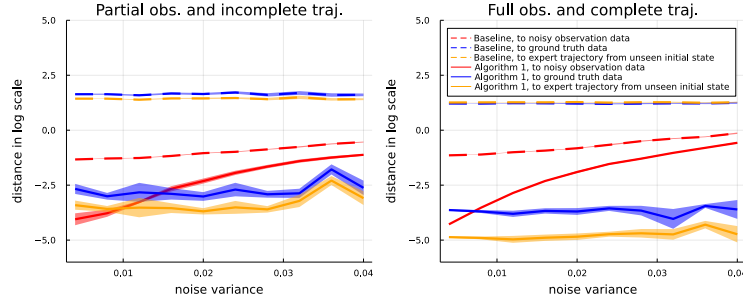 Partial obs. and incomplete traj.
5.0
2.5
0.0
−2.5
−5.0
distance in log scale
0.01
0.02
0.03
0.04
noise variance
Full obs. and complete traj.
5.0
2.5
0.0
−2.5
−5.0
distance in log scale
Baseline, to noisy observation data
Baseline, to ground truth data
Baseline, to expert trajectory from unseen initial state
Algorithm 1, to noisy observation data
Algorithm 1, to ground truth data
Algorithm 1, to expert trajectory from unseen initial state
0.01
0.02
0.03
0.04
noise variance